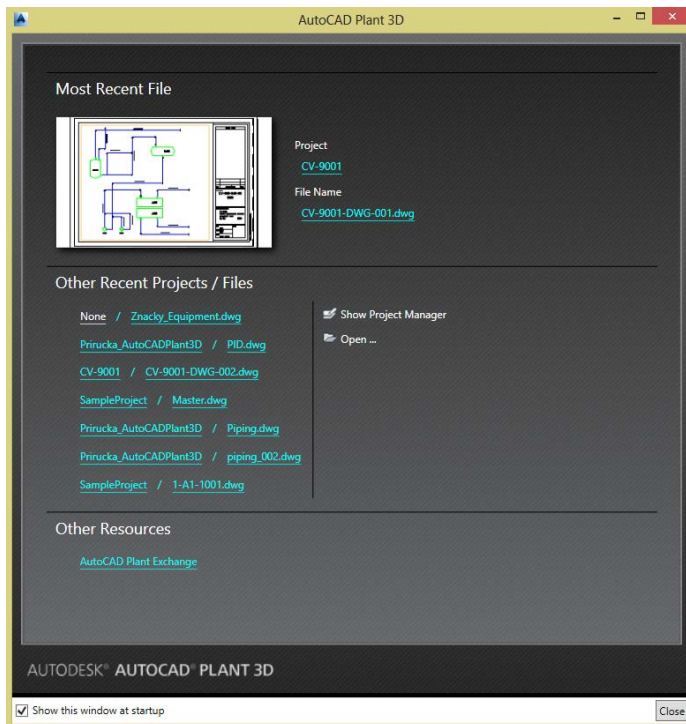 AutoCAD Plant 3D
Most Recent File
Project
CV-9001
File Name
CV-9001-DWG-001.dwg
Other Recent Projects / Files
None / Znacky_Equipment.dwg
Prirucka_AutoCADPlant3D / PID.dwg
CV-9001 / CV-9001-DWG-002.dwg
SampleProject / Master.dwg
Prirucka_AutoCADPlant3D / Piping.dwg
Prirucka_AutoCADPlant3D / piping_002.dwg
SampleProject / 1-A1-1001.dwg
Show Project Manager
Open ...
Other Resources
AutoCAD Plant Exchange
AUTODESK® AUTOCAD® PLANT 3D
Show this window at startup
Close